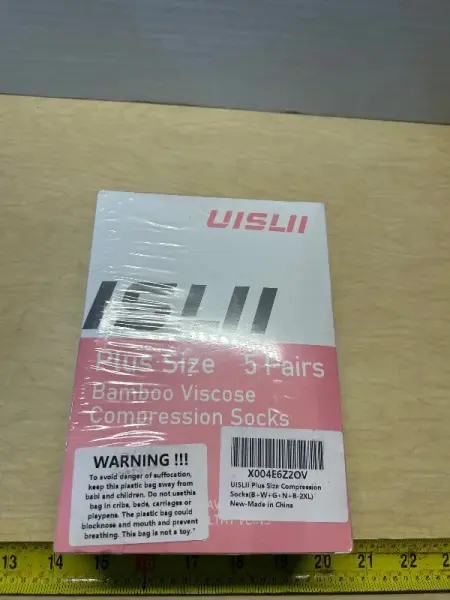 UISLII
ISLII
Plus Size 5 Pairs
Bamboo Viscose
Compression Socks
WARNING !!!
To avoid danger of suffocation,
keep this plastic bag away from
babi and children. Do not usethis
bag in cribs, beds, carriages or
playpens. The plastic bag could
blocknose and mouth and prevent
breathing. This bag is not a toy."
X004E6Z2OV
UISLII Plus Size Compression
Socks(B+W+G+N+B-2XL)
New-Made in China
13 14 15 16 17 18 19 20 21 22